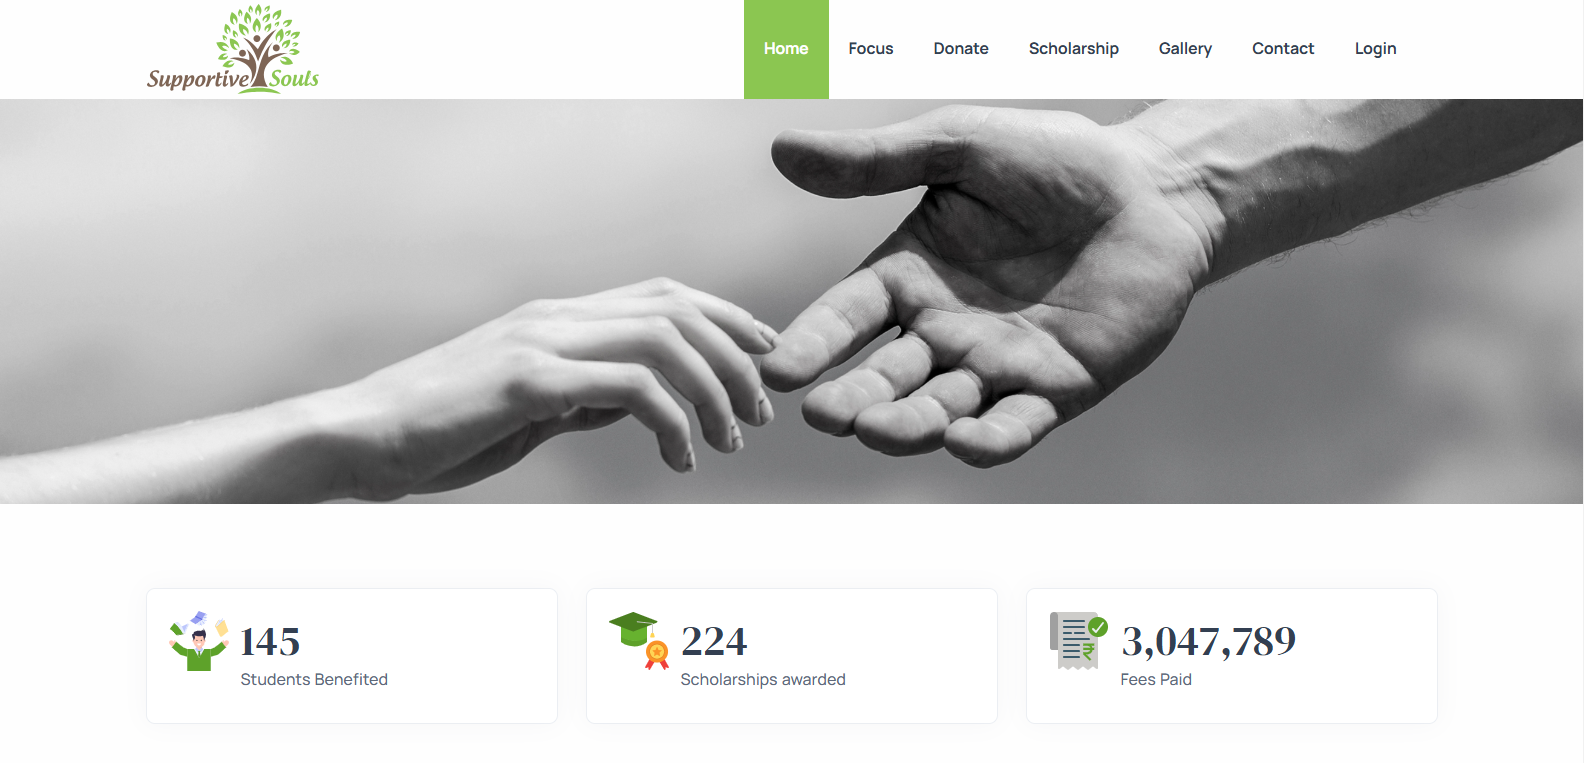 Supportive Souls
Home Focus Donate Scholarship Gallery Contact Login
145
Students Benefited
224
Scholarships awarded
₹
3,047,789
Fees Paid